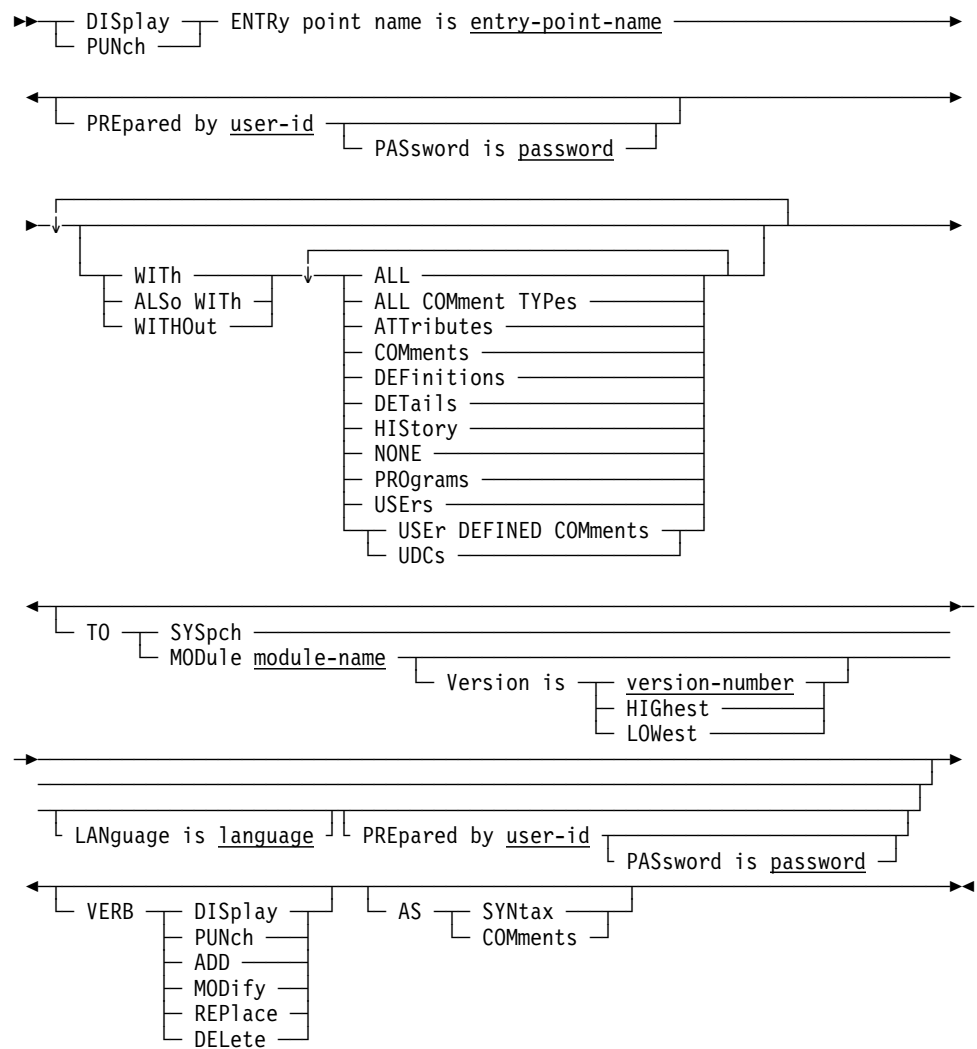 DISplay ENTRy point name is entry-point-name
PUNch
PREpared by user-id
PASsword is password
WITh ALL
ALSo WITh ALL COMment TYPes
WITHOut ATTributes
COMments
DEFinitions
DETails
HIStory
NONE
PROgrams
USErs
USEr DEFINED COMments
UDCs
TO SYSpch
MODule module-name
Version is version-number
HIGhest
LOWest
LANguage is language PREpared by user-id
PASsword is password
VERB DISplay AS SYNtax
PUNch COMments
ADD
MODify
REPlace
DELete